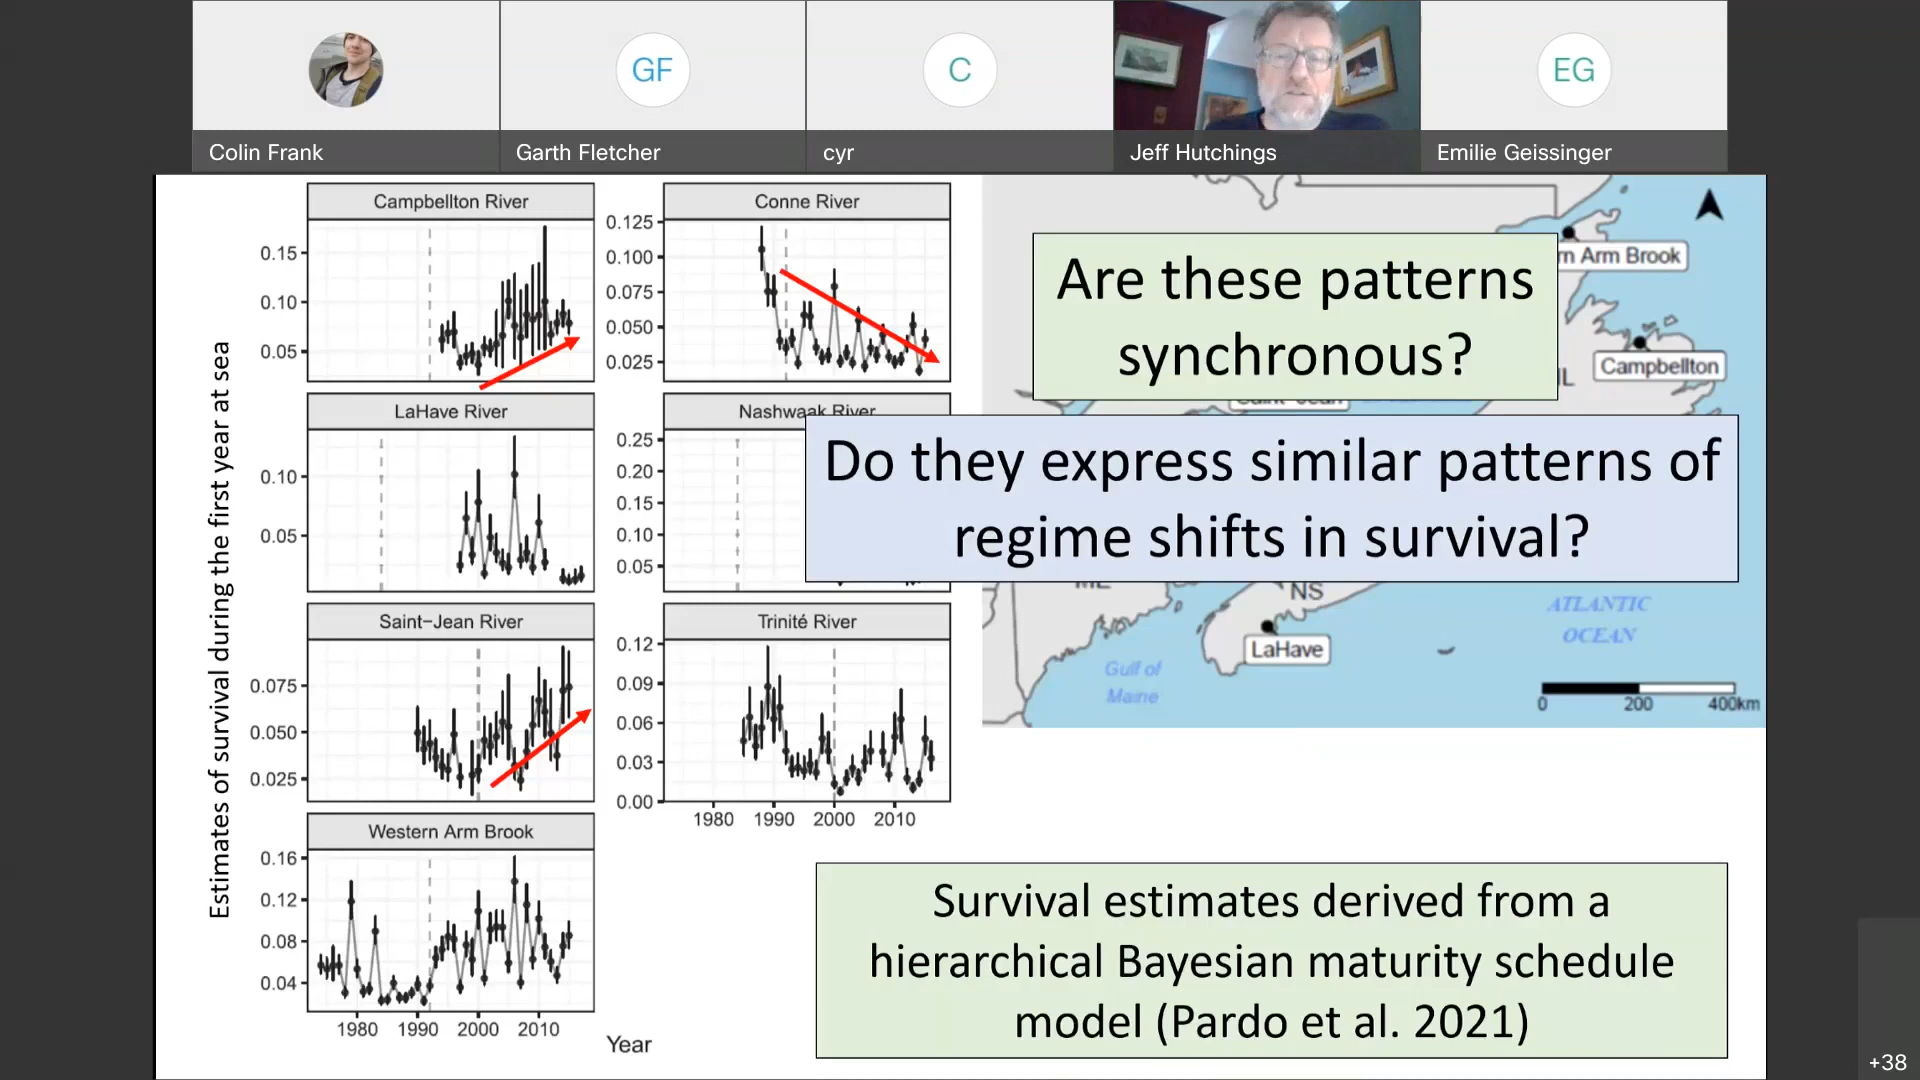 GF
C
EG
Colin Frank
Garth Fletcher
cyr
Jeff Hutchings
Emilie Geissinger
Estimates of survival during the first year at sea
Campbellton River
0.15
0.10
0.05
Conne River
0.125
0.100
0.075
0.050
0.025
LaHave River
0.10
0.05
Nashwaak River
0.25
0.20
0.15
0.10
0.05
Saint-Jean River
0.075
0.050
0.025
Trinité River
0.12
0.09
0.06
0.03
0.00
1980 1990 2000 2010
Western Arm Brook
0.16
0.12
0.08
0.04
1980 1990 2000 2010
Year
Are these patterns
synchronous?
Arm Brook
Campbellton
Saint-Jean
Do they express similar patterns of
regime shifts in survival?
NS
ATLANTIC
OCEAN
LaHave
Gulf of
Maine
0 200 400km
Survival estimates derived from a
hierarchical Bayesian maturity schedule
model (Pardo et al. 2021)
+38